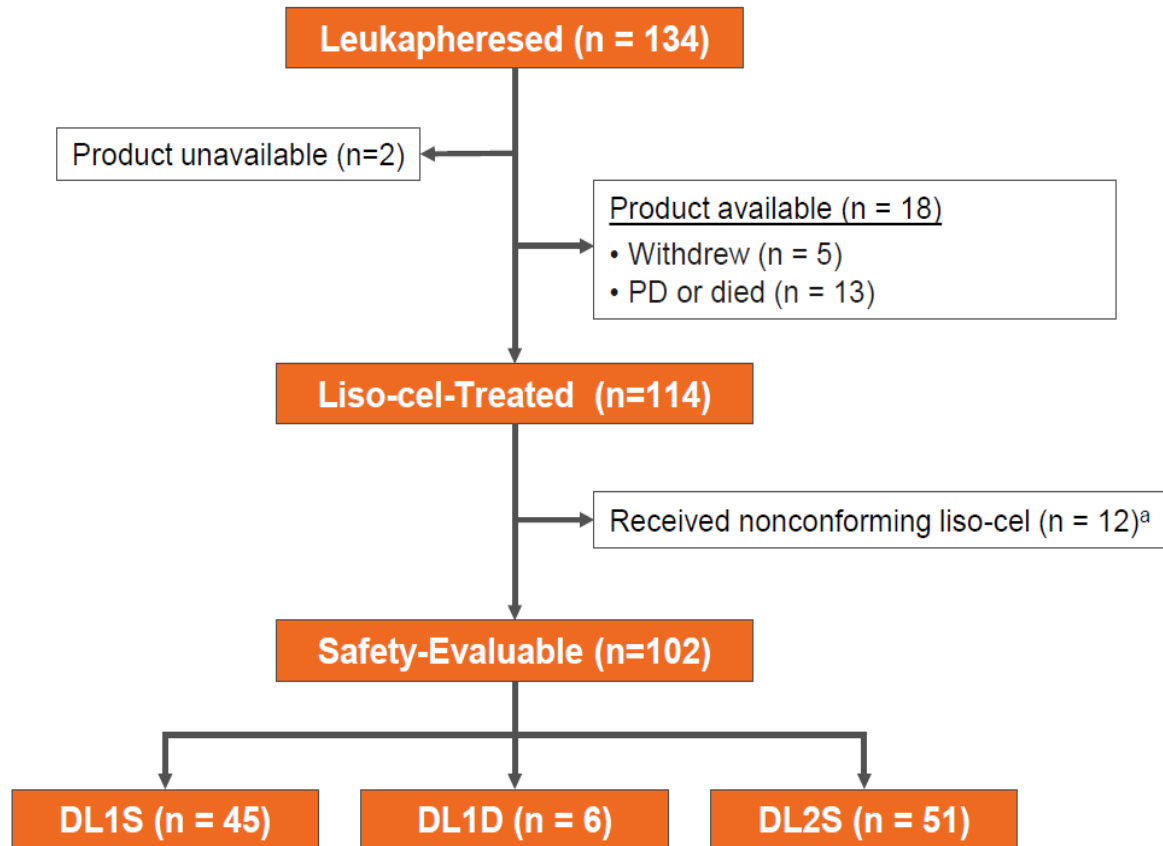 Leukapheresed (n = 134)
Product unavailable (n=2)
Product available (n = 18)
• Withdrew (n = 5)
• PD or died (n = 13)
Liso-cel-Treated (n=114)
Received nonconforming liso-cel (n = 12)ᵃ
Safety-Evaluable (n=102)
DL1S (n = 45)
DL1D (n = 6)
DL2S (n = 51)